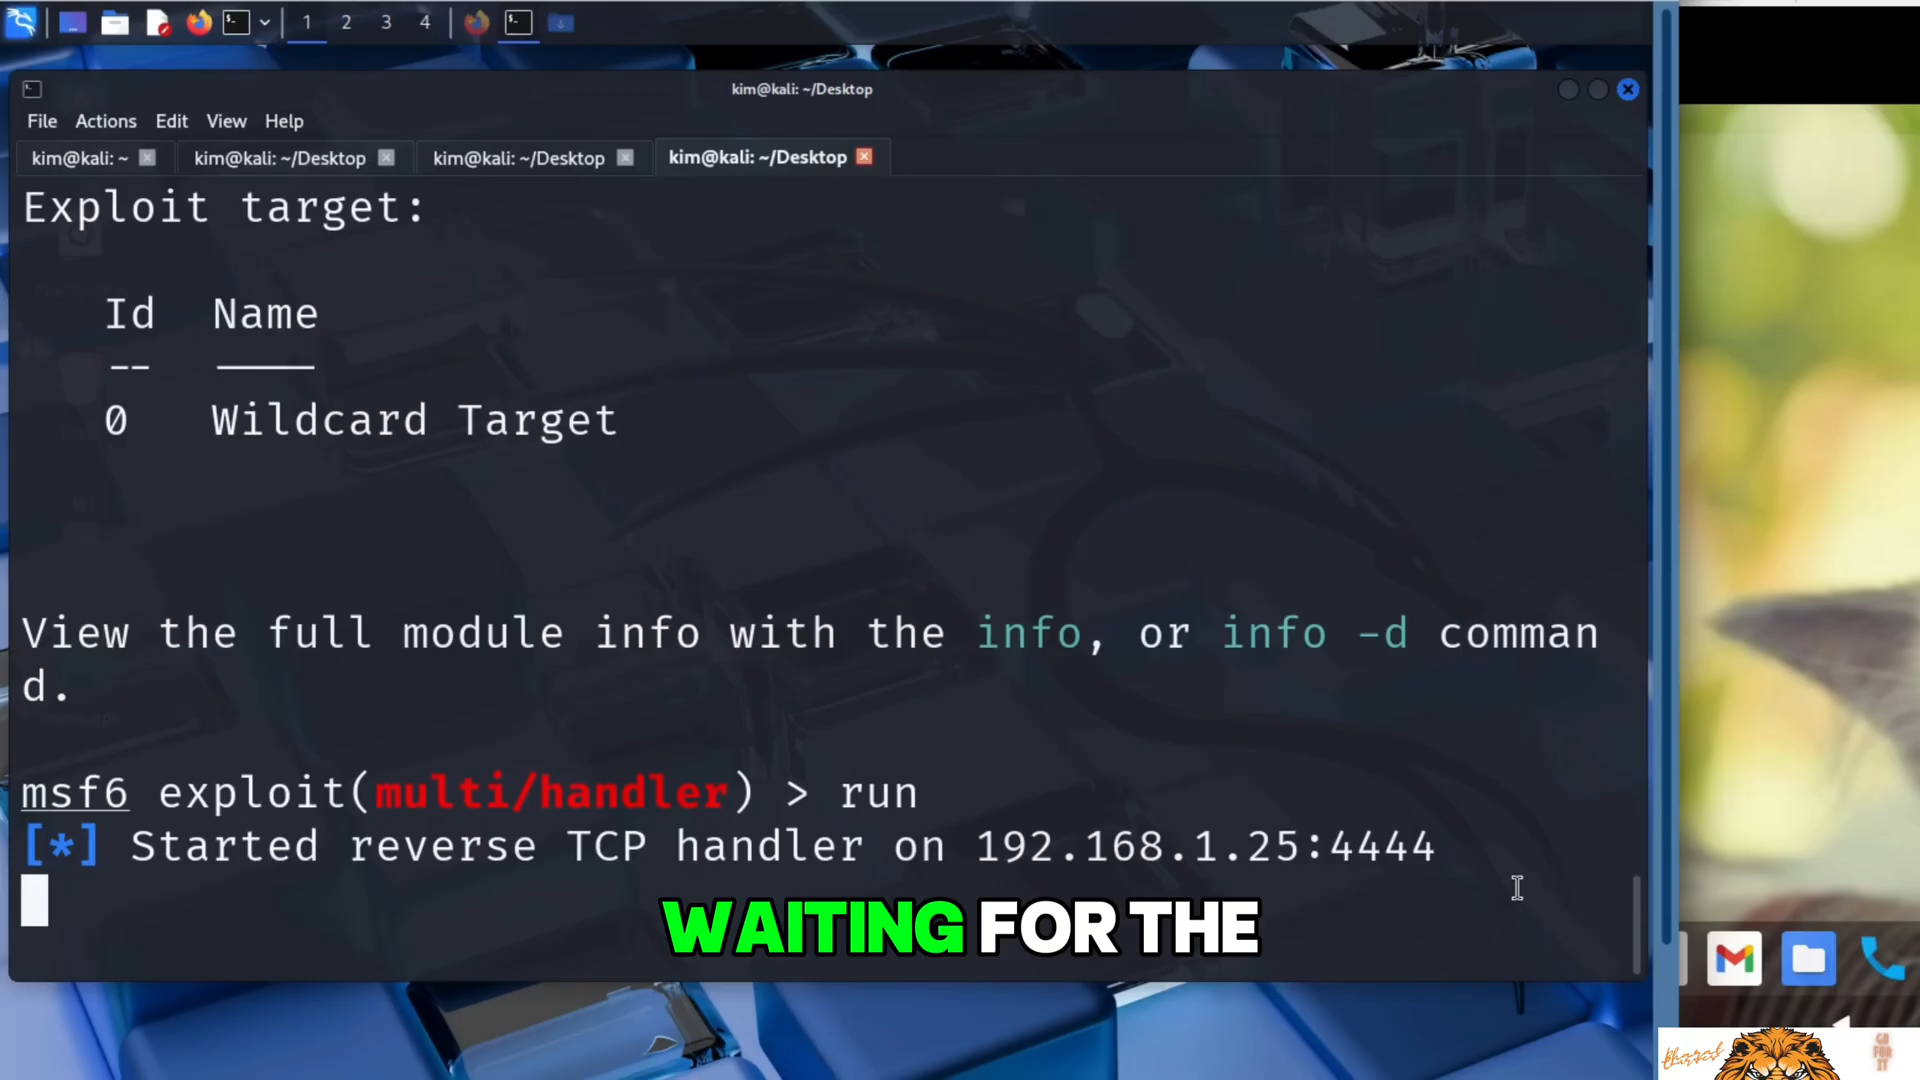 1 2 3 4
kim@kali: ~/Desktop
File Actions Edit View Help
kim@kali: ~ kim@kali: ~/Desktop kim@kali: ~/Desktop kim@kali: ~/Desktop
Exploit target:
Id Name
-- ----
0 Wildcard Target
View the full module info with the info, or info -d comman
d.
msf6 exploit(multi/handler) > run
[*] Started reverse TCP handler on 192.168.1.25:4444
WAITING FOR THE
GO
FOR
IT